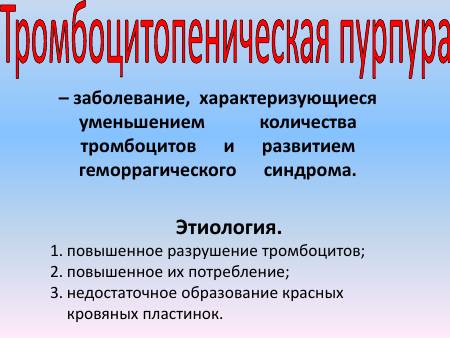 Тромбоцитопеническая пурпура
– заболевание, характеризующиеся
уменьшением количества
тромбоцитов и развитием
геморрагического синдрома.
Этиология.
1. повышенное разрушение тромбоцитов;
2. повышенное их потребление;
3. недостаточное образование красных
кровяных пластинок.